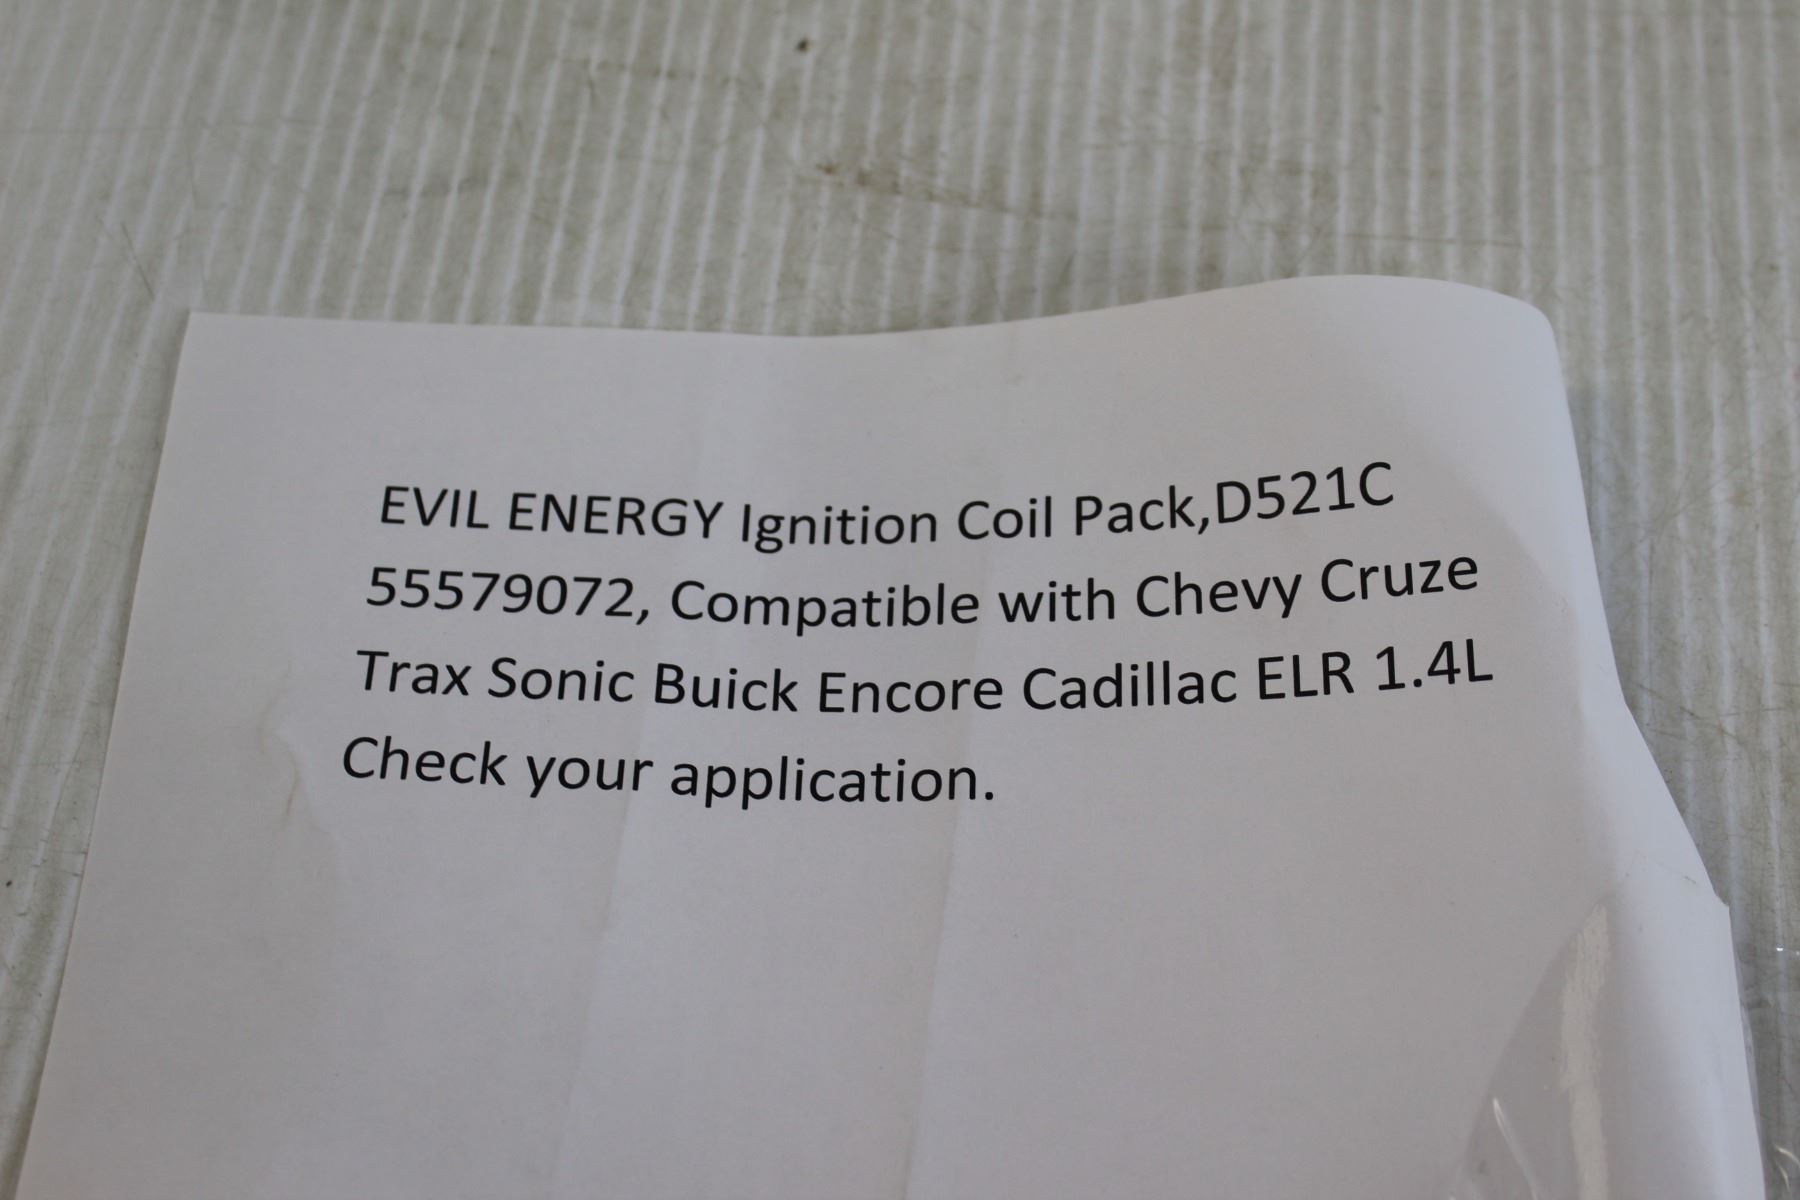 EVIL ENERGY Ignition Coil Pack,D521C
55579072, Compatible with Chevy Cruze
Trax Sonic Buick Encore Cadillac ELR 1.4L
Check your application.